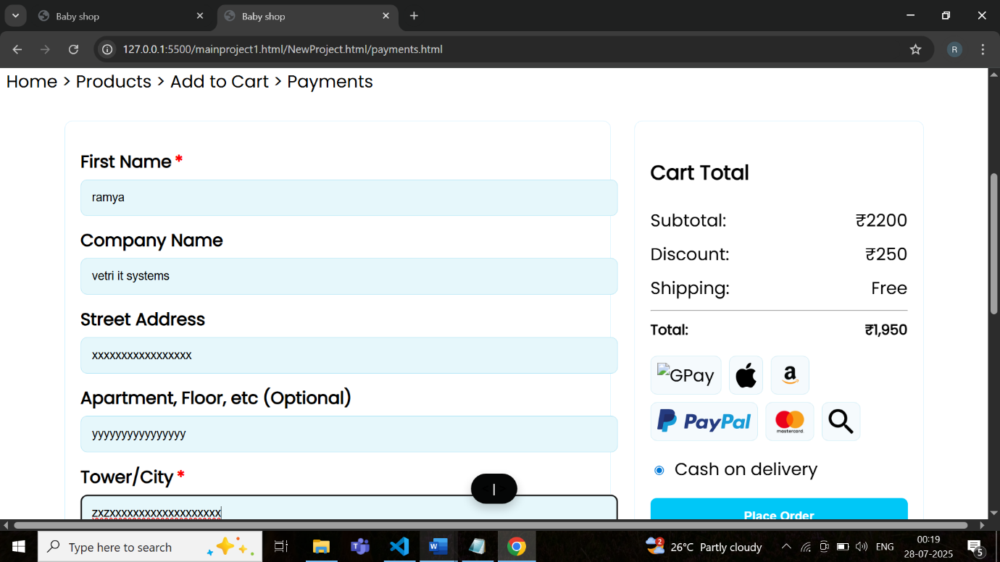 Baby shop
Baby shop
127.0.0.1:5500/mainproject1.html/NewProject.html/payments.html
R
Home > Products > Add to Cart > Payments
First Name *
ramya
Company Name
vetri it systems
Street Address
xxxxxxxxxxxxxxxxx
Apartment, Floor, etc (Optional)
yyyyyyyyyyyyyyyy
Tower/City *
zxzxxxxxxxxxxxxxxxxxxx
Cart Total
Subtotal: ₹2200
Discount: ₹250
Shipping: Free
Total: ₹1,950
GPay
a
PayPal
mastercard.
Cash on delivery
Place Order
Type here to search
2
26°C Partly cloudy
ENG
00:19
28-07-2025
5